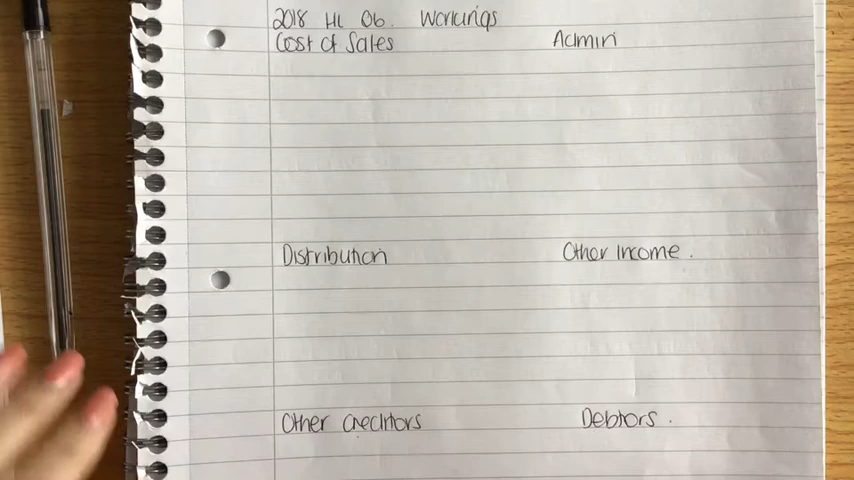 2018 HL Q6. Workings
Cost of Sales Admin
Distribution Other Income.
Other Creditors Debtors.